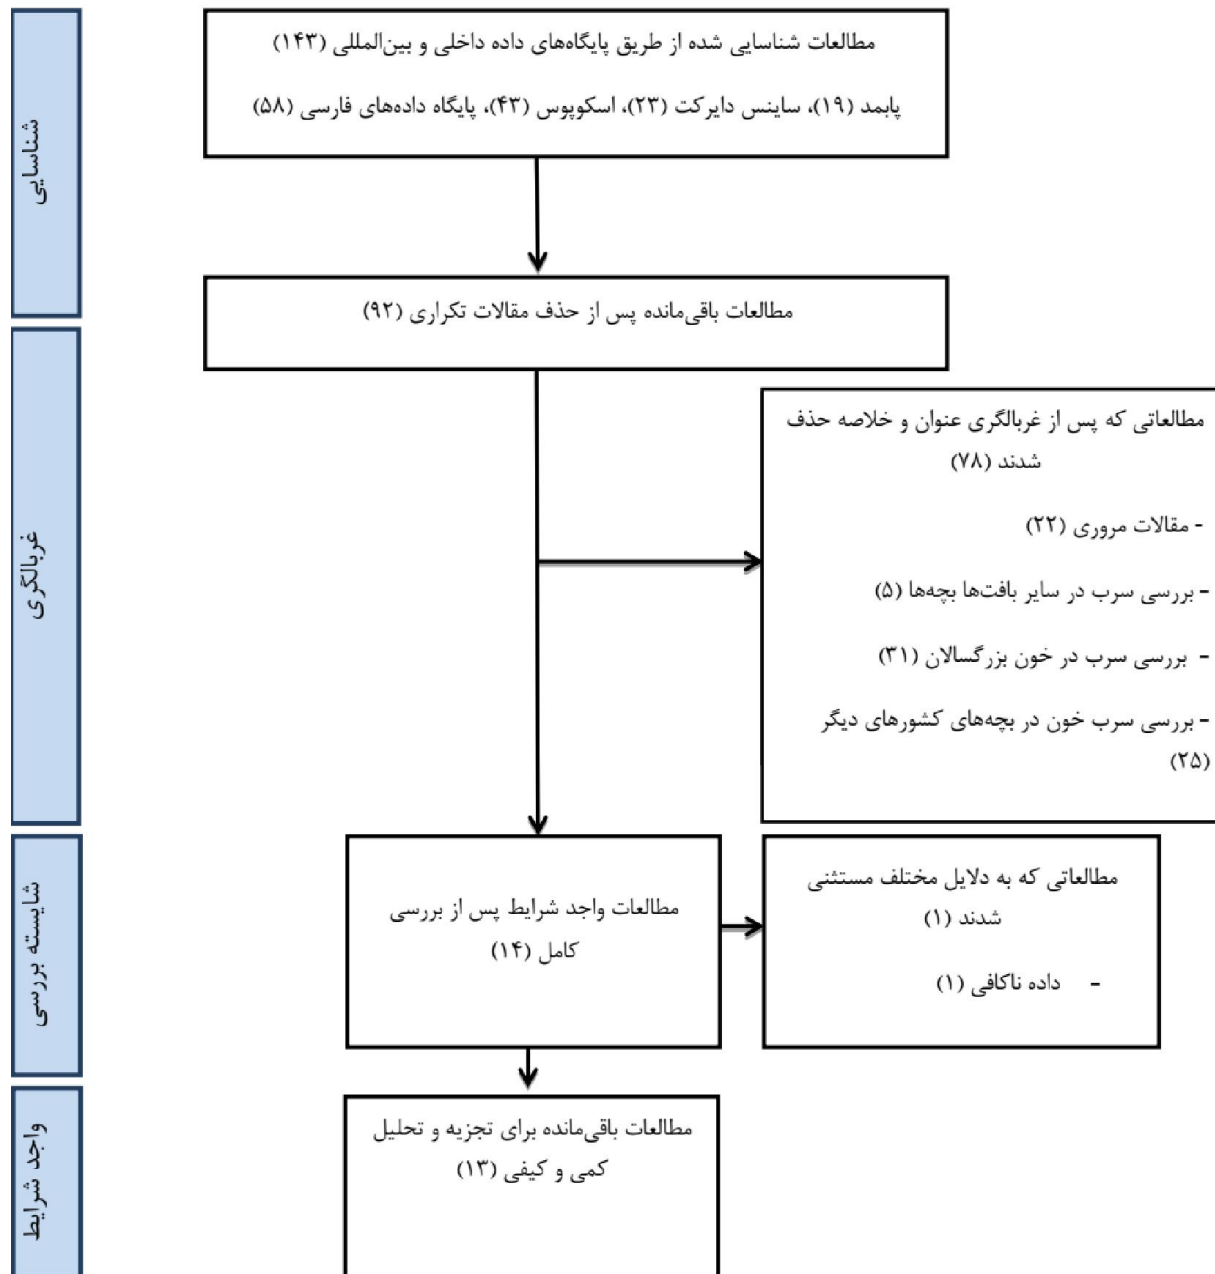 شناسایی
مطالعات شناسایی شده از طریق پایگاه‌های داده داخلی و بین‌المللی (۱۴۳)
پابمد (۱۹)، ساینس دایرکت (۲۳)، اسکوپوس (۴۳)، پایگاه داده‌های فارسی (۵۸)
مطالعات باقی‌مانده پس از حذف مقالات تکراری (۹۲)
غربالگری
مطالعاتی که پس از غربالگری عنوان و خلاصه حذف
شدند (۷۸)
- مقالات مروری (۲۲)
- بررسی سرب در سایر بافت‌ها بچه‌ها (۵)
- بررسی سرب در خون بزرگسالان (۳۱)
- بررسی سرب خون در بچه‌های کشورهای دیگر
(۲۵)
شایسته بررسی
مطالعات واجد شرایط پس از بررسی
کامل (۱۴)
مطالعاتی که به دلایل مختلف مستثنی
شدند (۱)
- داده ناکافی (۱)
واجد شرایط
مطالعات باقی‌مانده برای تجزیه و تحلیل
کمی و کیفی (۱۳)